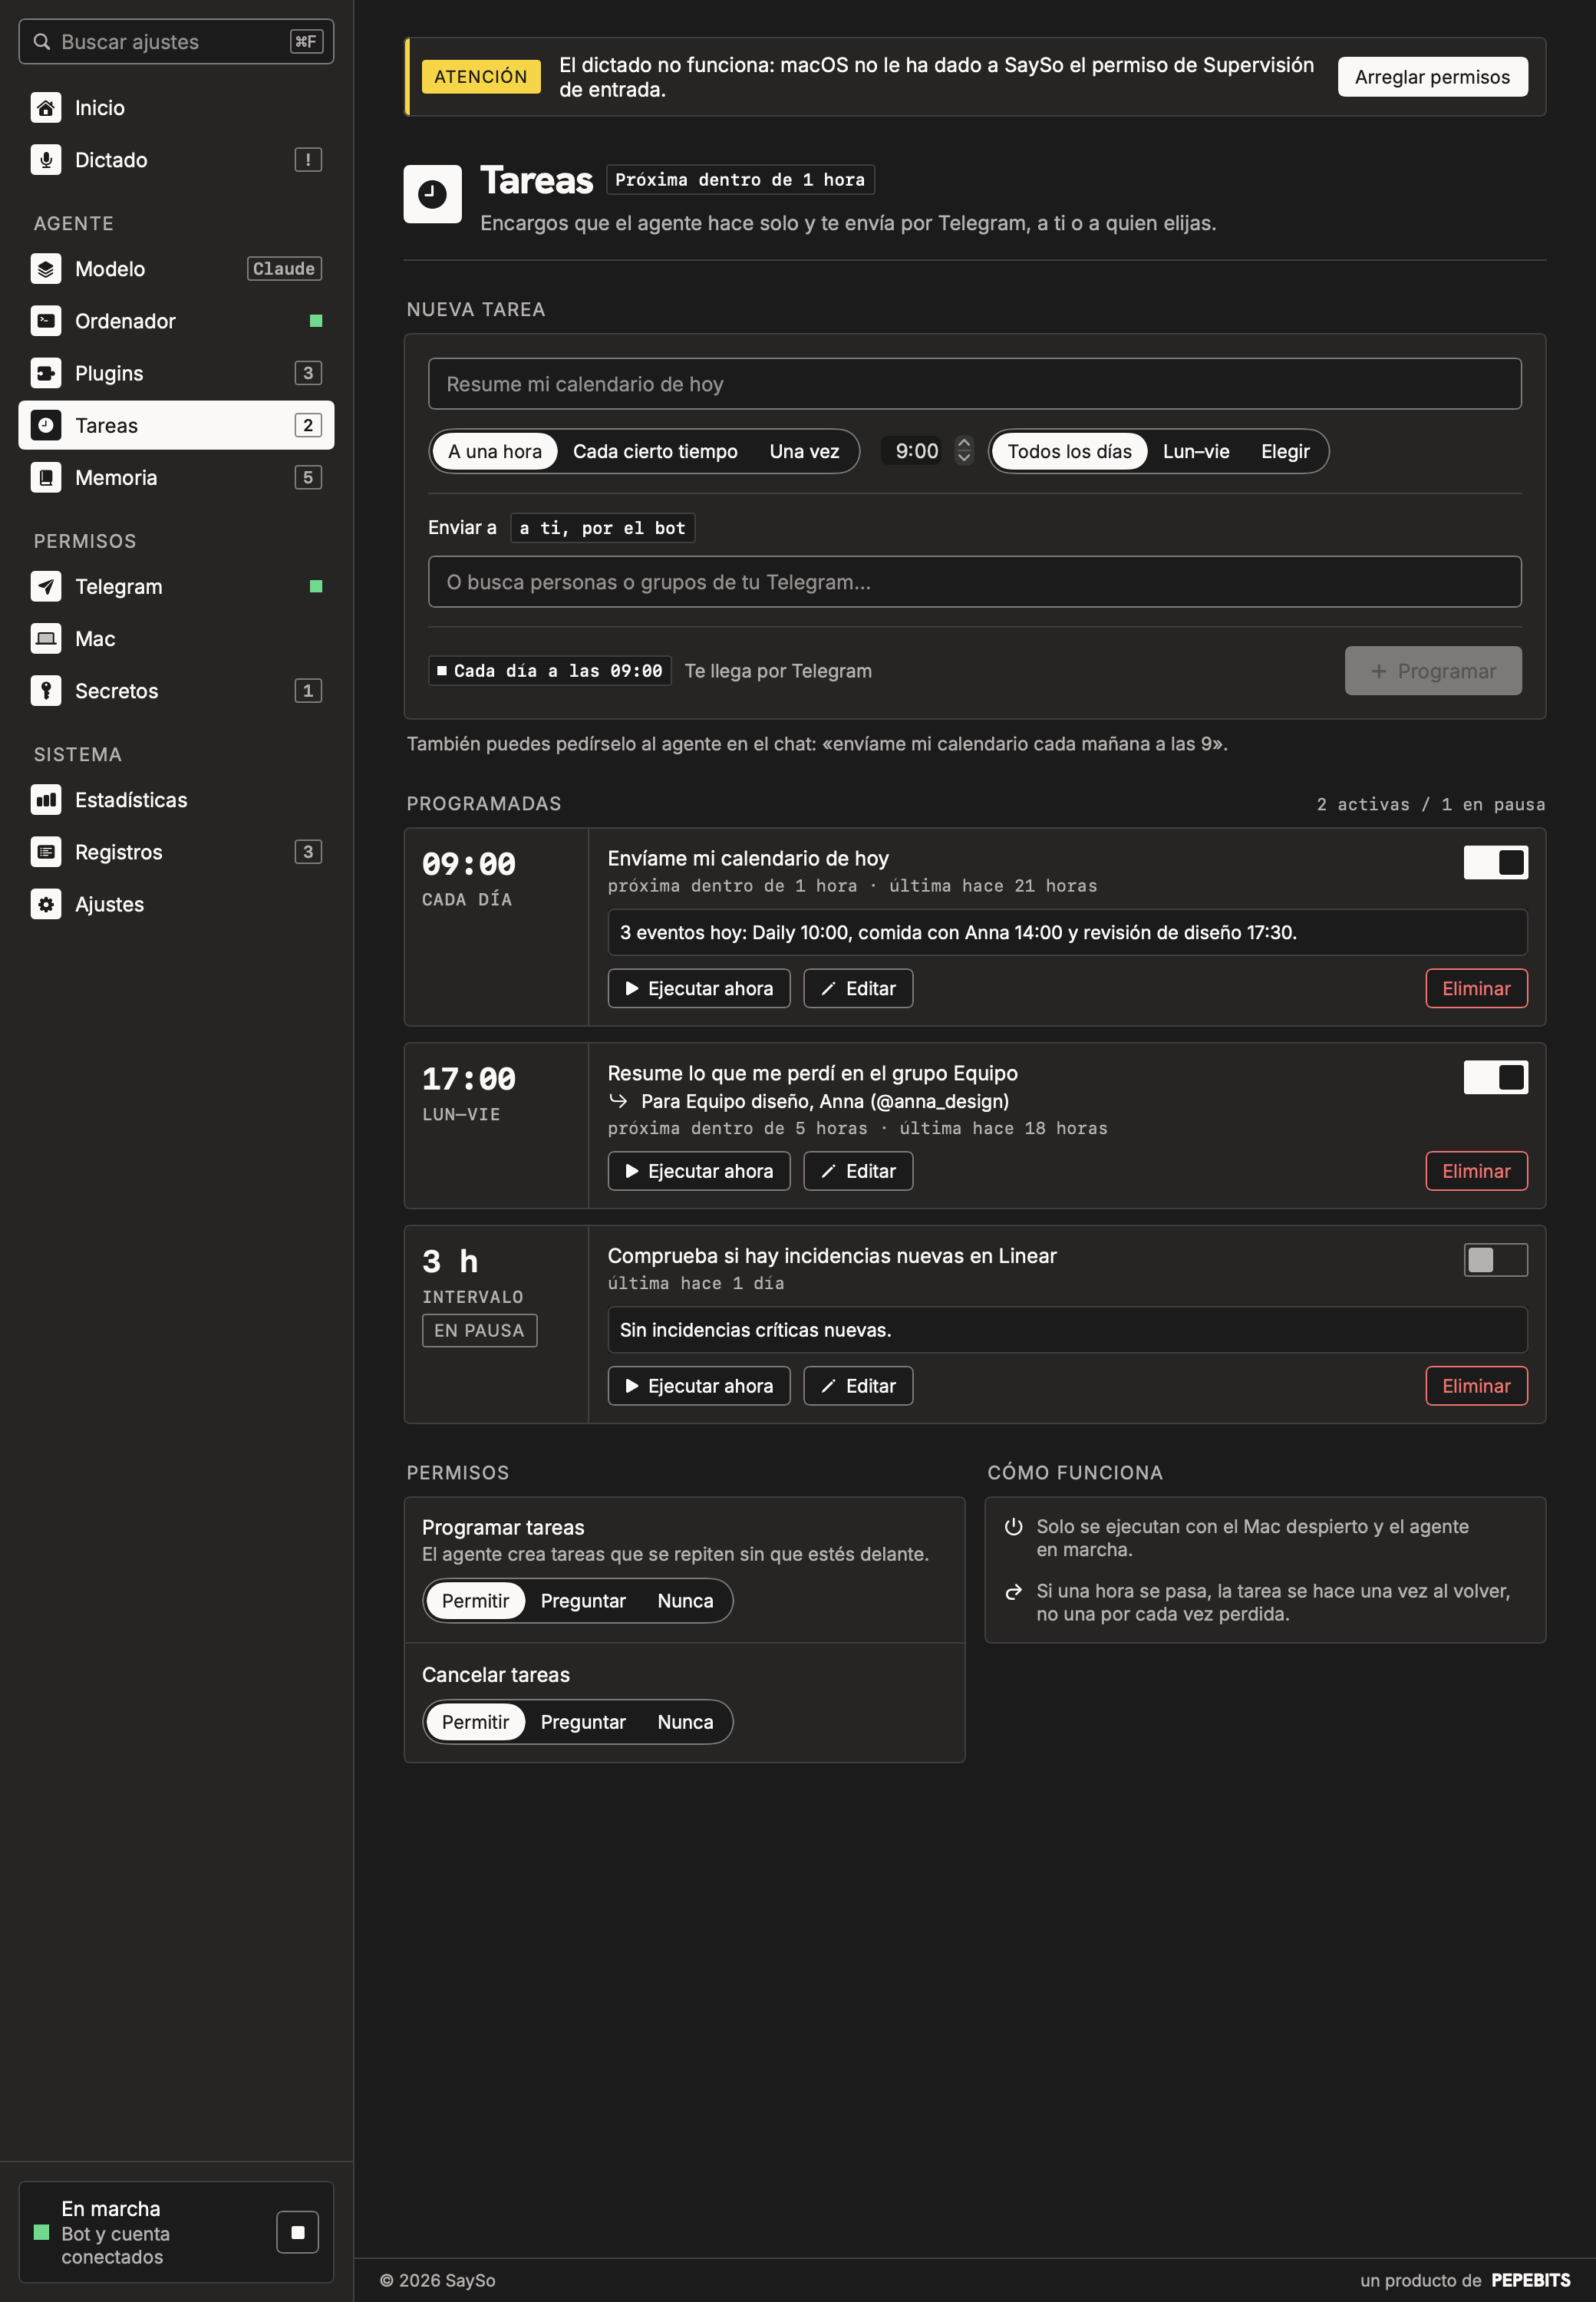 Buscar ajustes ⌘F
Inicio
Dictado !
AGENTE
Modelo Claude
Ordenador
Plugins 3
Tareas 2
Memoria 5
PERMISOS
Telegram
Mac
Secretos 1
SISTEMA
Estadísticas
Registros 3
Ajustes
En marcha
Bot y cuenta
conectados
ATENCIÓN
El dictado no funciona: macOS no le ha dado a SaySo el permiso de Supervisión
de entrada.
Arreglar permisos
Tareas Próxima dentro de 1 hora
Encargos que el agente hace solo y te envía por Telegram, a ti o a quien elijas.
NUEVA TAREA
Resume mi calendario de hoy
A una hora Cada cierto tiempo Una vez 9:00 Todos los días Lun–vie Elegir
Enviar a a ti, por el bot
O busca personas o grupos de tu Telegram...
Cada día a las 09:00 Te llega por Telegram + Programar
También puedes pedírselo al agente en el chat: «envíame mi calendario cada mañana a las 9».
PROGRAMADAS 2 activas / 1 en pausa
09:00
CADA DÍA
Envíame mi calendario de hoy
próxima dentro de 1 hora · última hace 21 horas
3 eventos hoy: Daily 10:00, comida con Anna 14:00 y revisión de diseño 17:30.
Ejecutar ahora Editar Eliminar
17:00
LUN–VIE
Resume lo que me perdí en el grupo Equipo
Para Equipo diseño, Anna (@anna_design)
próxima dentro de 5 horas · última hace 18 horas
Ejecutar ahora Editar Eliminar
3 h
INTERVALO
EN PAUSA
Comprueba si hay incidencias nuevas en Linear
última hace 1 día
Sin incidencias críticas nuevas.
Ejecutar ahora Editar Eliminar
PERMISOS
Programar tareas
El agente crea tareas que se repiten sin que estés delante.
Permitir Preguntar Nunca
Cancelar tareas
Permitir Preguntar Nunca
CÓMO FUNCIONA
Solo se ejecutan con el Mac despierto y el agente
en marcha.
Si una hora se pasa, la tarea se hace una vez al volver,
no una por cada vez perdida.
© 2026 SaySo
un producto de PEPEBITS